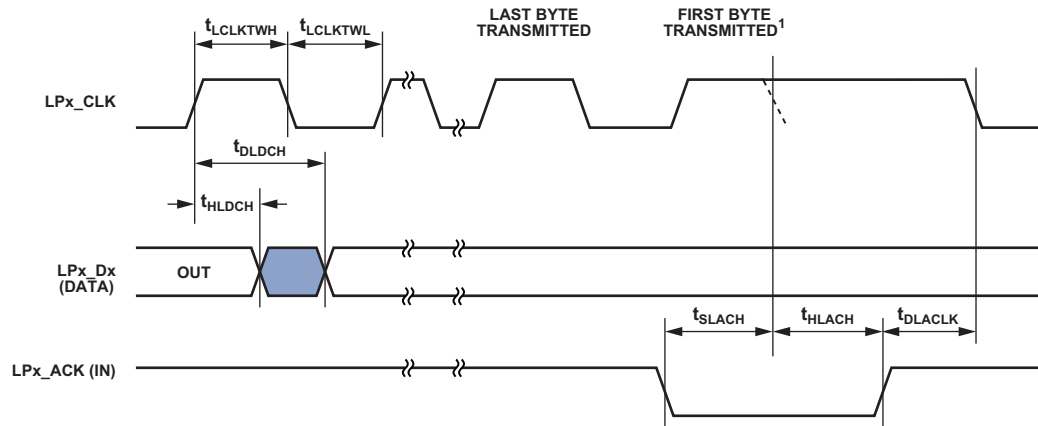 LAST BYTE
TRANSMITTED
FIRST BYTE
TRANSMITTED1
tLCLKTWH
tLCLKTWL
LPx_CLK
tDLDCH
tHLDCH
LPx_Dx
(DATA)
OUT
tSLACH
tHLACH
tDLACLK
LPx_ACK (IN)